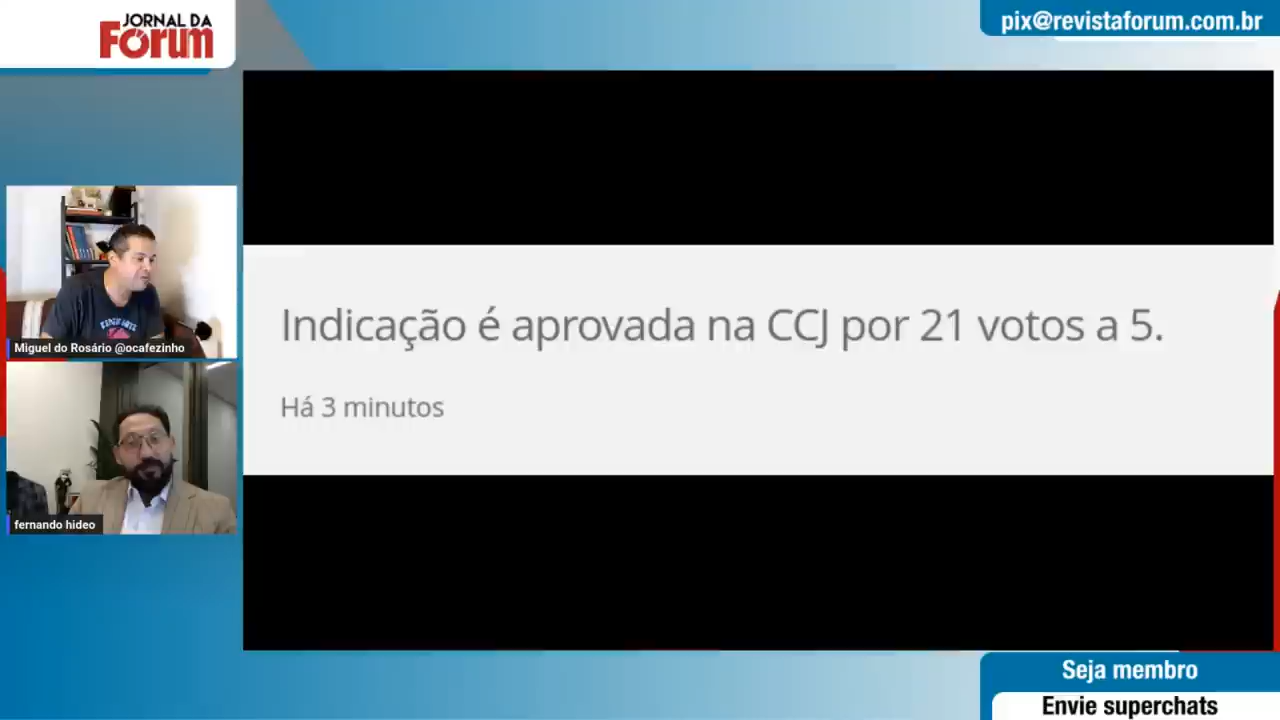 JORNAL DA
Fórum
pix@revistaforum.com.br
Miguel do Rosário @ocafezinho
fernando hideo
Indicação é aprovada na CCJ por 21 votos a 5.
Há 3 minutos
Seja membro
Envie superchats